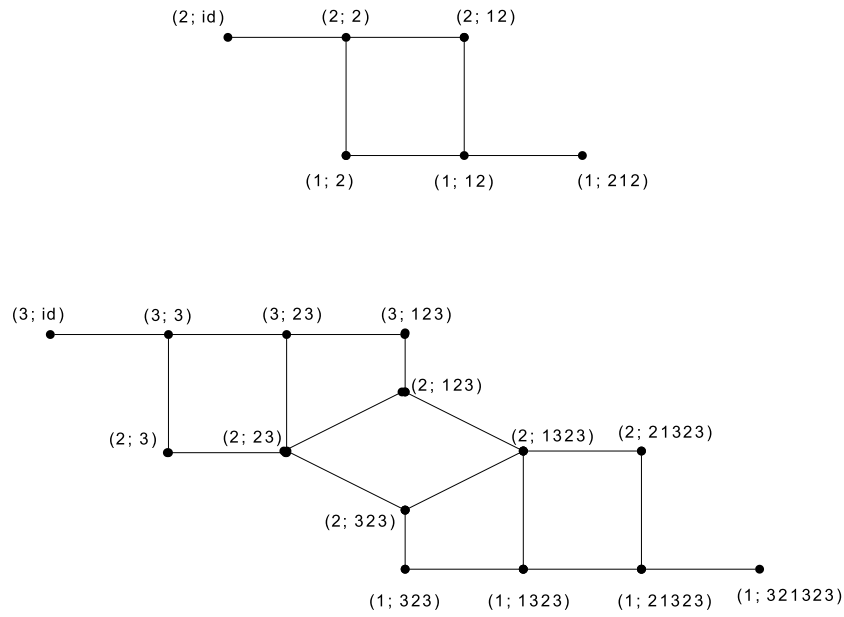 (2; id) (2; 2) (2; 12)
(1; 2) (1; 12) (1; 212)
(3; id) (3; 3) (3; 23) (3; 123)
(2; 123)
(2; 3) (2; 23) (2; 1323) (2; 21323)
(2; 323)
(1; 323) (1; 1323) (1; 21323) (1; 321323)